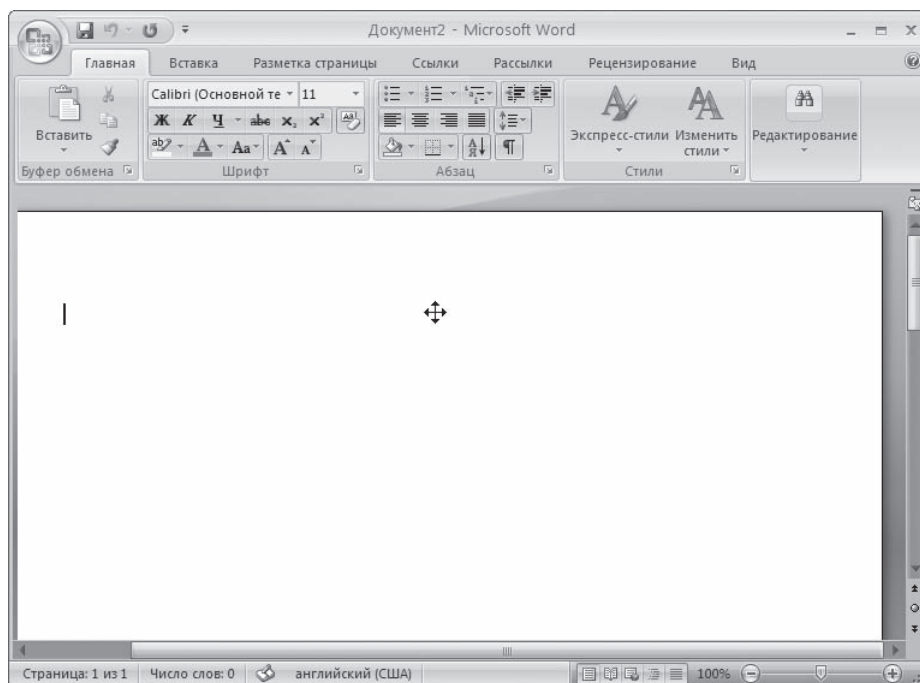 Документ2 - Microsoft Word
Главная Вставка Разметка страницы Ссылки Рассылки Рецензирование Вид
Calibri (Основной те 11
Ж К Ч abc x₂ x² Aa
Вставить
ab А Aa А А
А Я ¶
Экспресс-стили Изменить стили
Редактирование
Буфер обмена Шрифт Абзац Стили
Страница: 1 из 1 Число слов: 0 английский (США) 100%